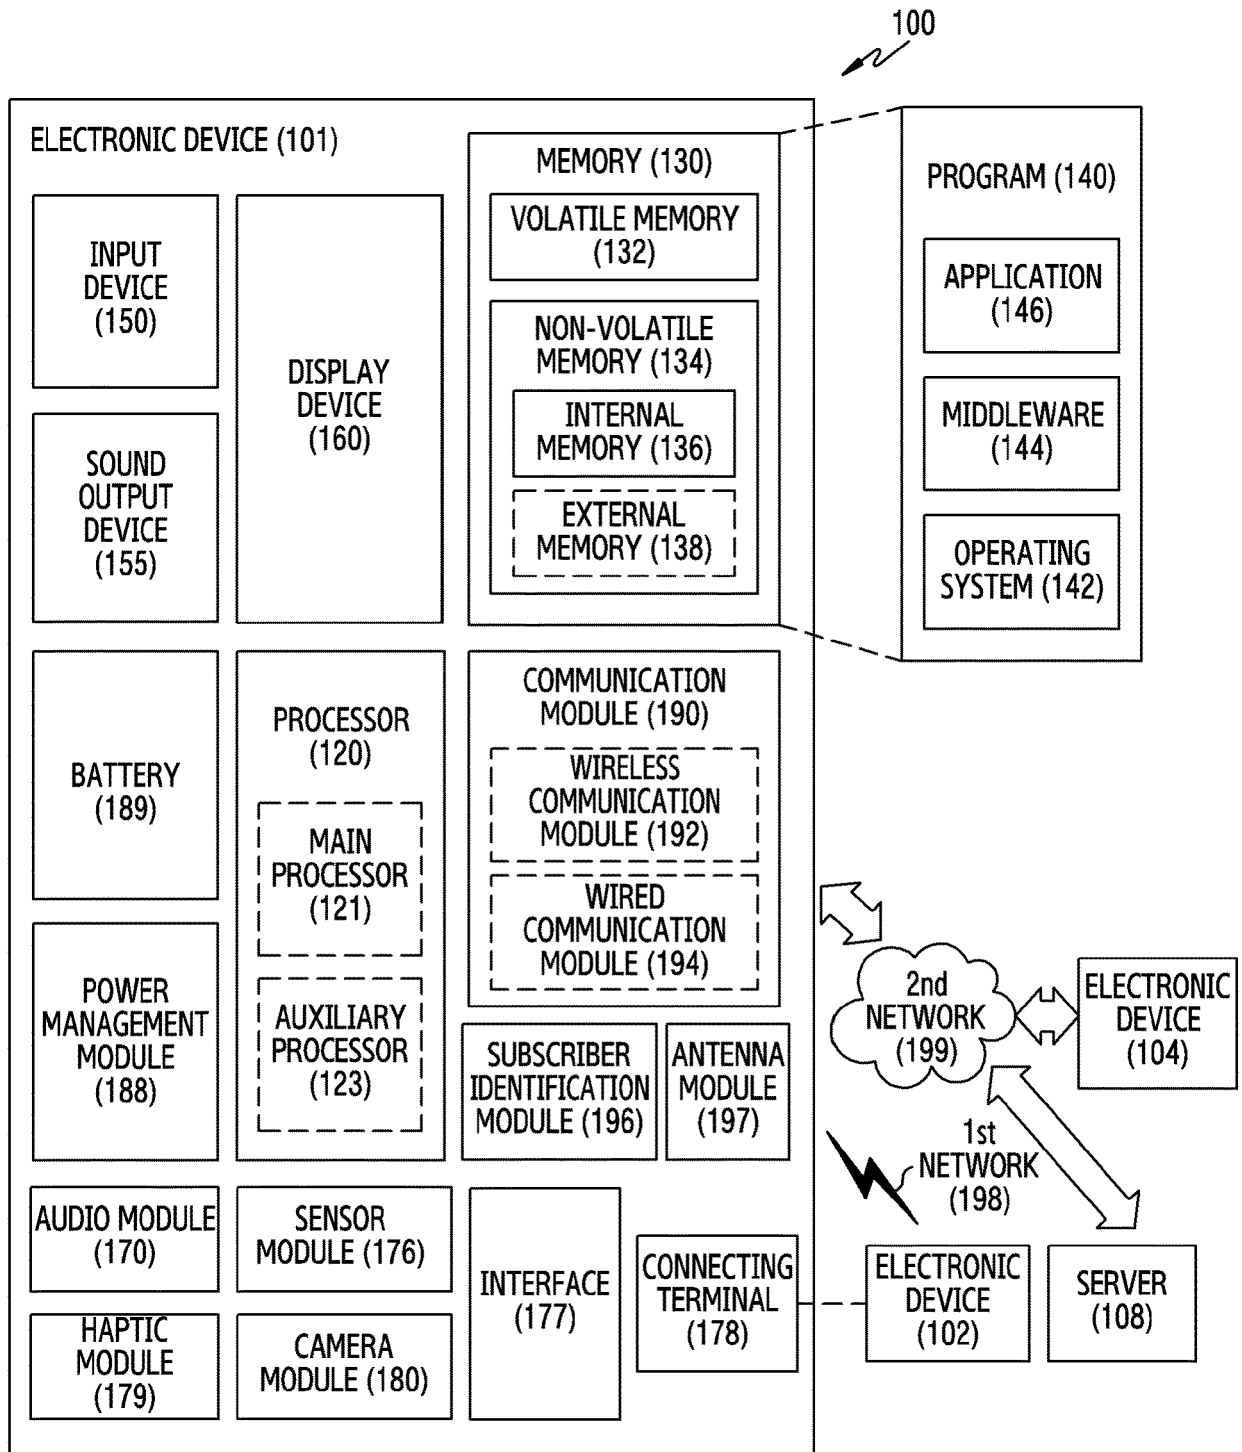 100
ELECTRONIC DEVICE (101)
INPUT
DEVICE
(150)
SOUND
OUTPUT
DEVICE
(155)
DISPLAY
DEVICE
(160)
MEMORY (130)
VOLATILE MEMORY
(132)
NON-VOLATILE
MEMORY (134)
INTERNAL
MEMORY (136)
EXTERNAL
MEMORY (138)
PROGRAM (140)
APPLICATION
(146)
MIDDLEWARE
(144)
OPERATING
SYSTEM (142)
BATTERY
(189)
POWER
MANAGEMENT
MODULE
(188)
PROCESSOR
(120)
MAIN
PROCESSOR
(121)
AUXILIARY
PROCESSOR
(123)
COMMUNICATION
MODULE (190)
WIRELESS
COMMUNICATION
MODULE (192)
WIRED
COMMUNICATION
MODULE (194)
SUBSCRIBER
IDENTIFICATION
MODULE (196)
ANTENNA
MODULE
(197)
2nd
NETWORK
(199)
ELECTRONIC
DEVICE
(104)
1st
NETWORK
(198)
AUDIO MODULE
(170)
SENSOR
MODULE (176)
INTERFACE
(177)
CONNECTING
TERMINAL
(178)
ELECTRONIC
DEVICE
(102)
SERVER
(108)
HAPTIC
MODULE
(179)
CAMERA
MODULE (180)